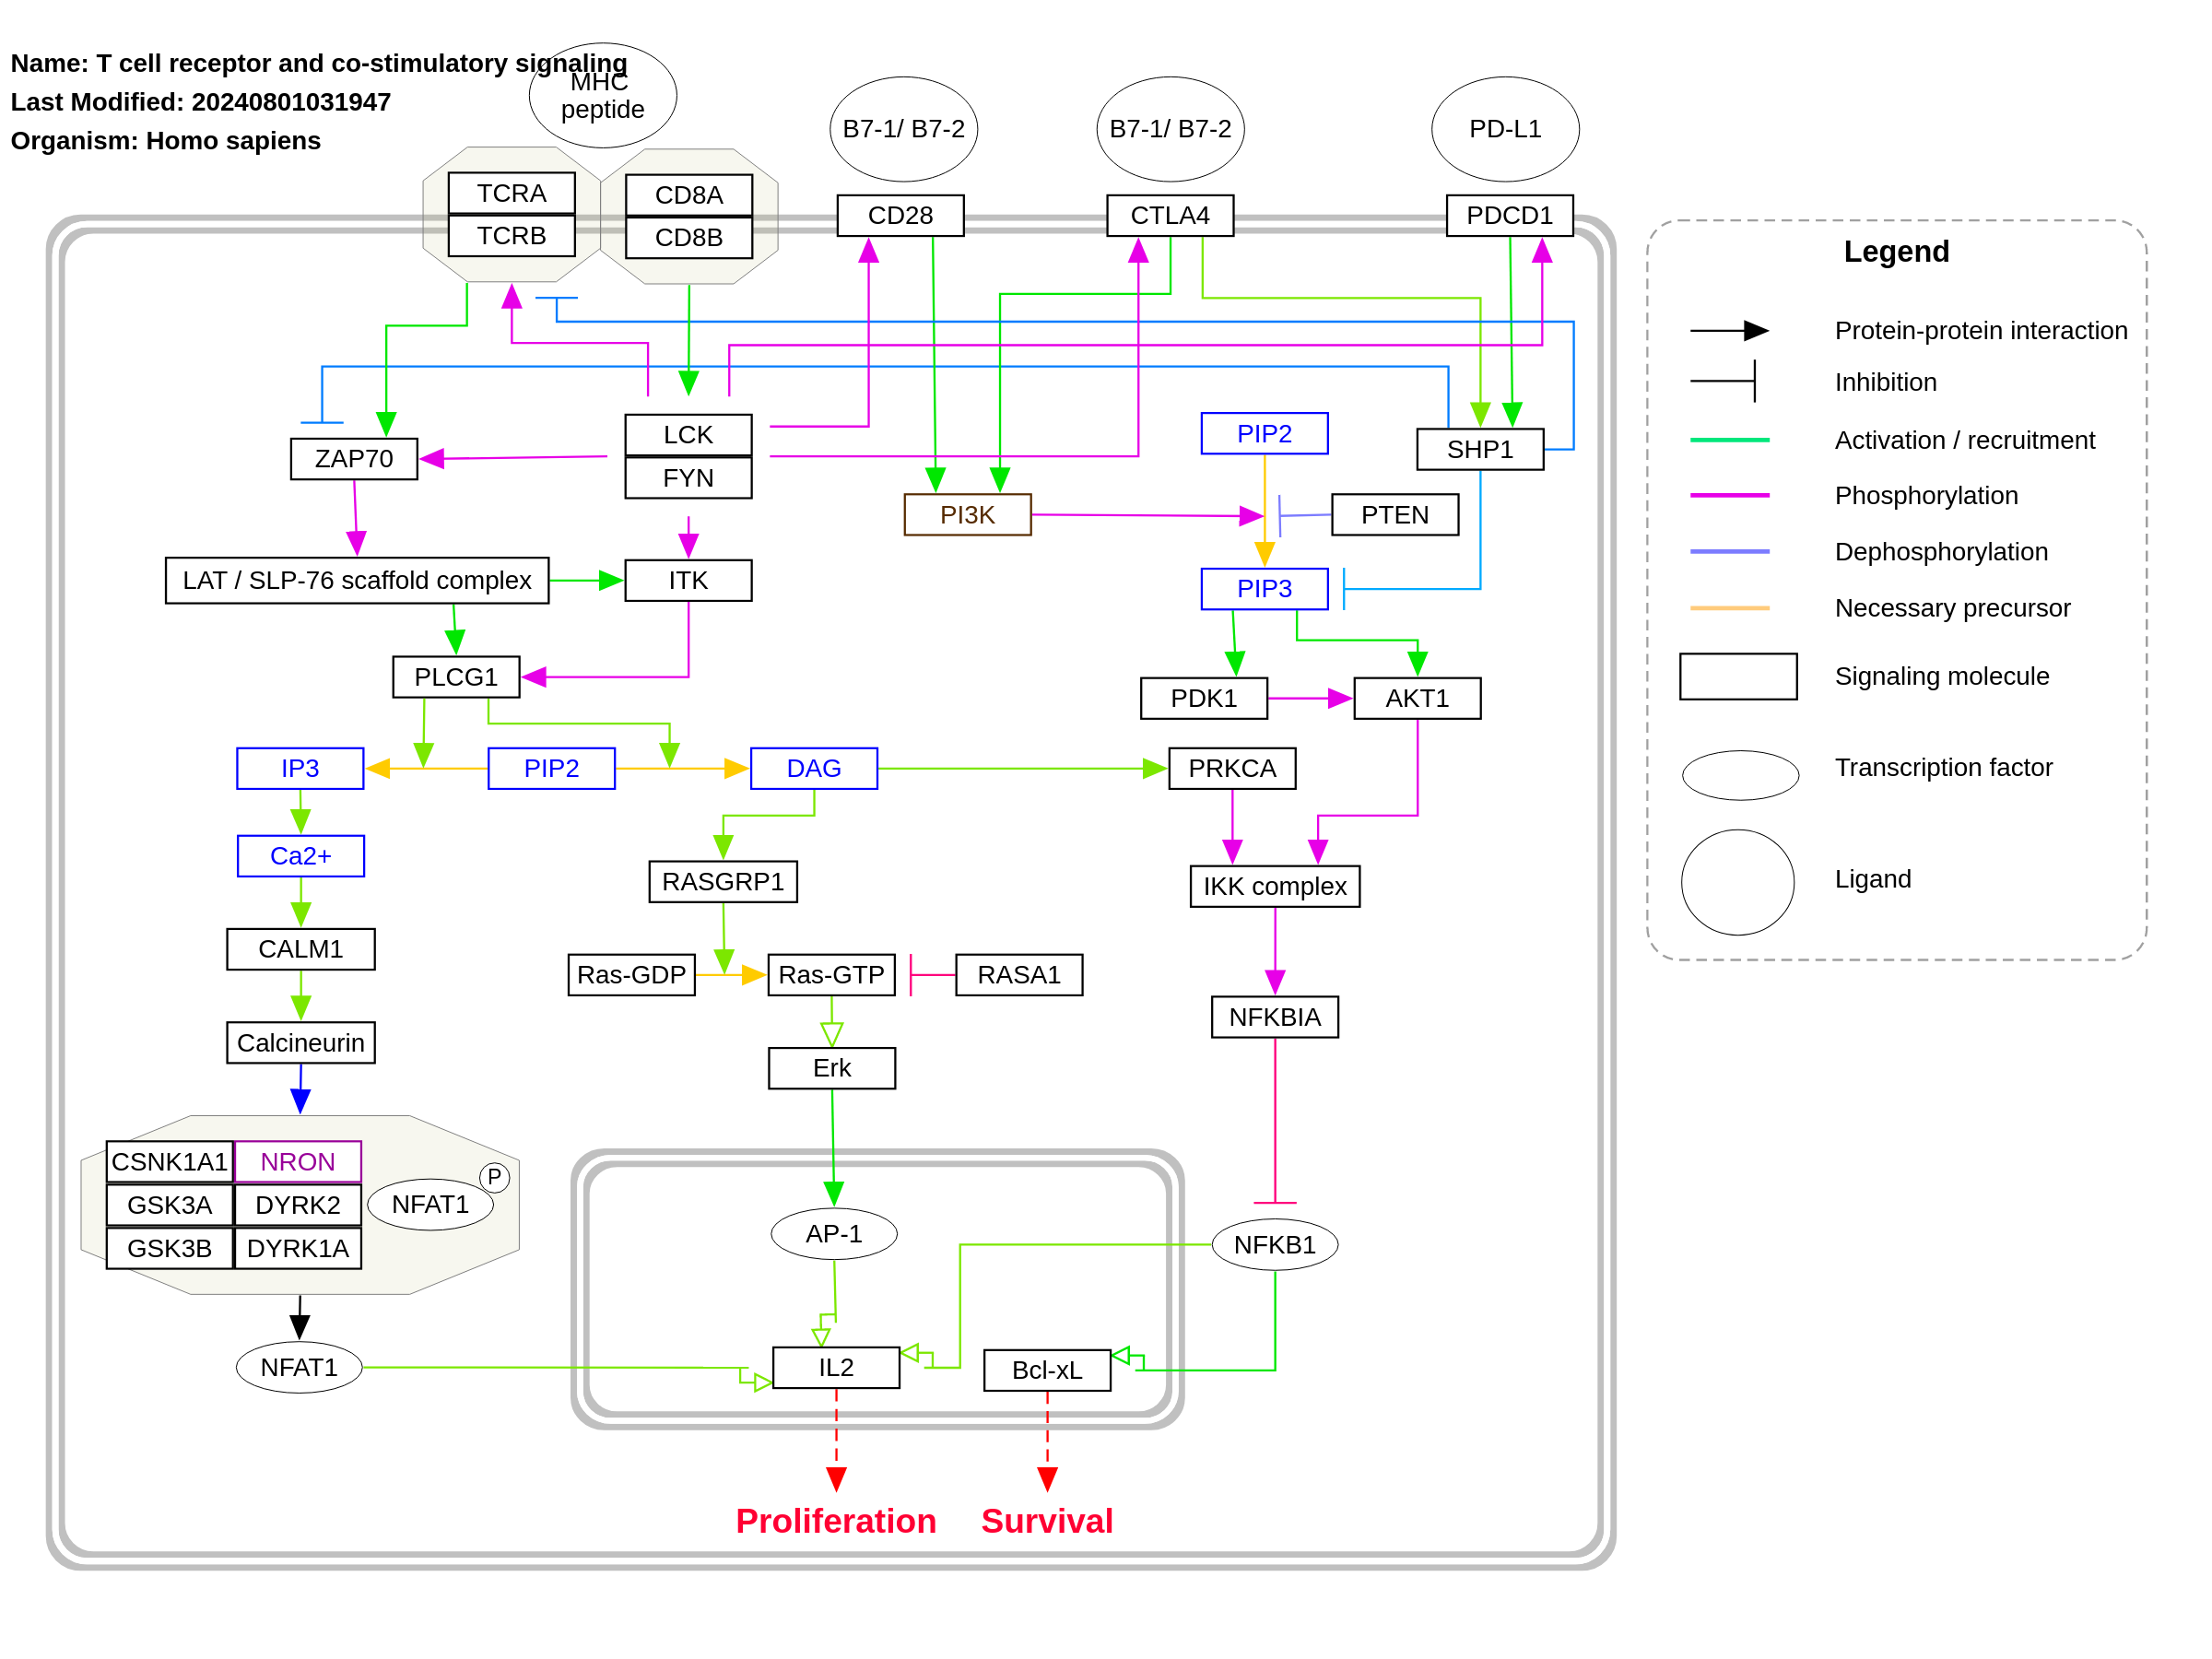 Name: T cell receptor and co-stimulatory signaling
Last Modified: 20240801031947
Organism: Homo sapiens
MHC
peptide
B7-1/ B7-2
B7-1/ B7-2
PD-L1
TCRA
TCRB
CD8A
CD8B
CD28
CTLA4
PDCD1
LCK
FYN
ZAP70
PIP2
SHP1
PI3K
PTEN
LAT / SLP-76 scaffold complex
ITK
PIP3
PLCG1
PDK1
AKT1
IP3
PIP2
DAG
PRKCA
Ca2+
RASGRP1
IKK complex
CALM1
Ras-GDP
Ras-GTP
RASA1
NFKBIA
Calcineurin
Erk
CSNK1A1
NRON
GSK3A
DYRK2
GSK3B
DYRK1A
NFAT1
P
AP-1
NFKB1
NFAT1
IL2
Bcl-xL
Proliferation
Survival
Legend
Protein-protein interaction
Inhibition
Activation / recruitment
Phosphorylation
Dephosphorylation
Necessary precursor
Signaling molecule
Transcription factor
Ligand